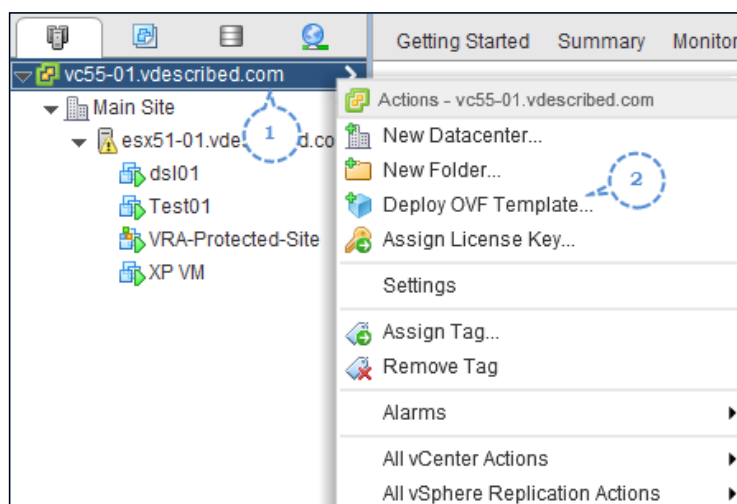 Getting Started Summary Monitor
vc55-01.vdescribed.com
Main Site
esx51-01.vde d.co
dsl01
Test01
VRA-Protected-Site
XP VM
1
Actions - vc55-01.vdescribed.com
New Datacenter...
New Folder...
Deploy OVF Template...
2
Assign License Key...
Settings
Assign Tag...
Remove Tag
Alarms
All vCenter Actions
All vSphere Replication Actions